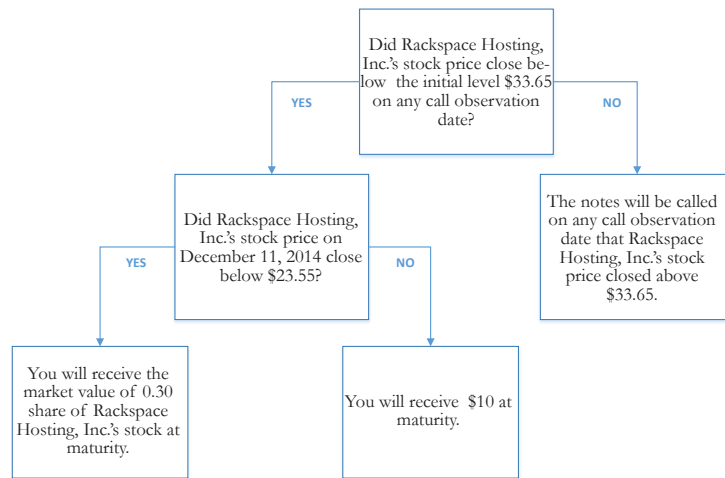 Did Rackspace Hosting,
Inc.'s stock price close be-
low the initial level $33.65
on any call observation
date?
YES
NO
Did Rackspace Hosting,
Inc.'s stock price on
December 11, 2014 close
below $23.55?
The notes will be called
on any call observation
date that Rackspace
Hosting, Inc.'s stock
price closed above
$33.65.
YES
NO
You will receive the
market value of 0.30
share of Rackspace
Hosting, Inc.'s stock at
maturity.
You will receive $10 at
maturity.